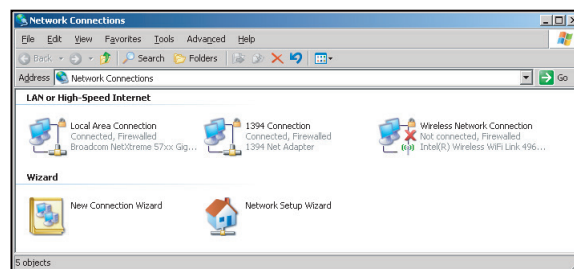 Network Connections
File Edit View Favorites Tools Advanced Help
Back Search Folders
Address Network Connections Go
LAN or High-Speed Internet
Local Area Connection
Connected, Firewalled
Broadcom NetXtreme 57xx Gig...
1394 Connection
Connected, Firewalled
1394 Net Adapter
Wireless Network Connection
Not connected, Firewalled
Intel(R) Wireless WiFi Link 496...
Wizard
New Connection Wizard
Network Setup Wizard
5 objects